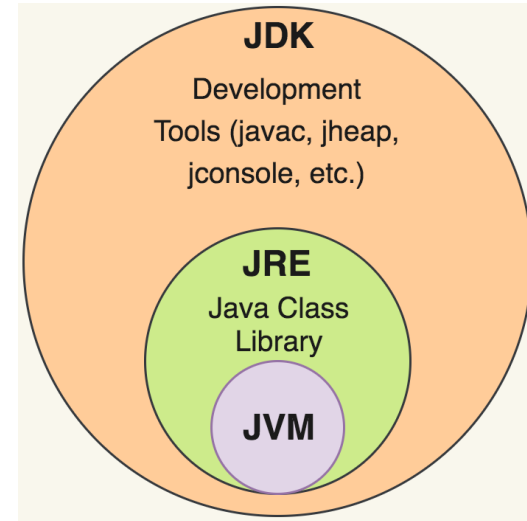 JDK
Development
Tools (javac, jheap,
jconsole, etc.)
JRE
Java Class
Library
JVM